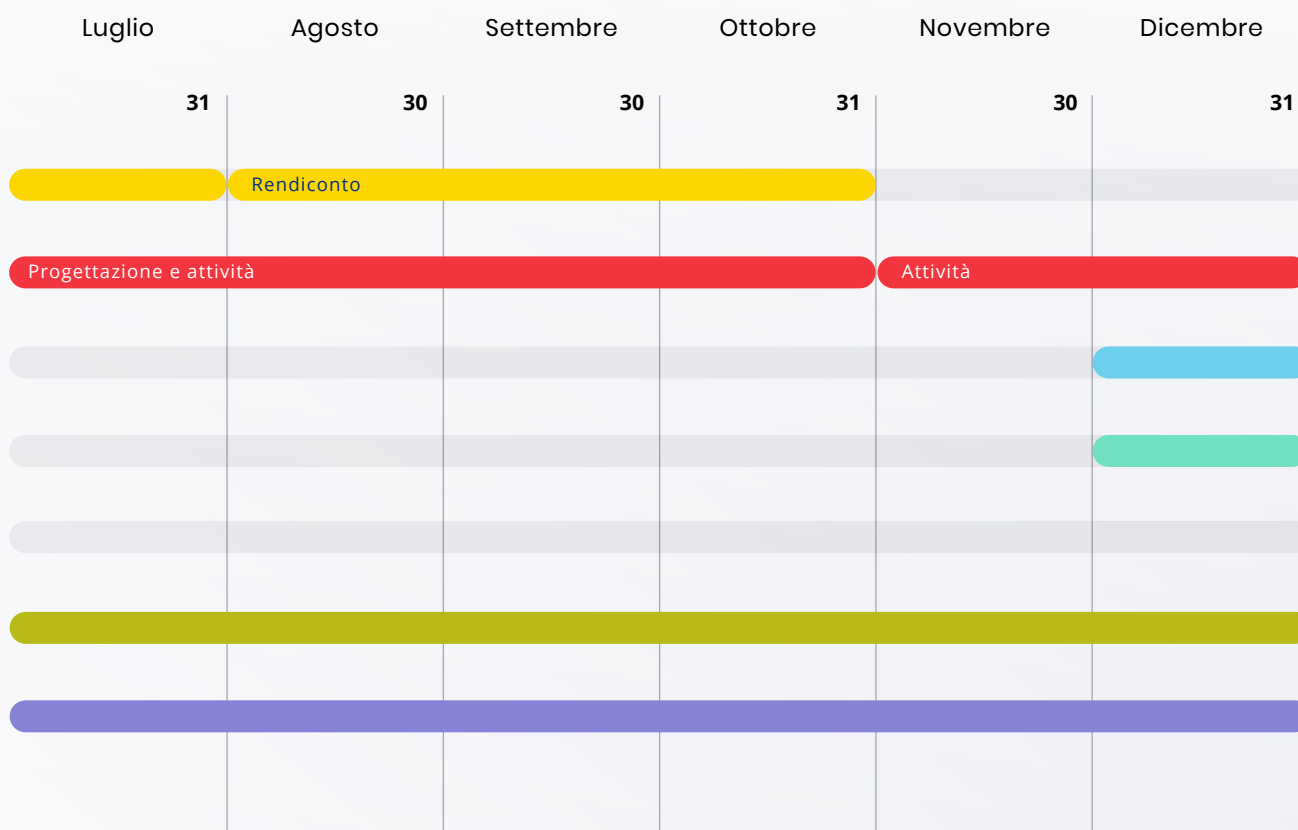 Luglio Agosto Settembre Ottobre Novembre Dicembre
31 30 30 31 30 31
Rendiconto
Progettazione e attività Attività